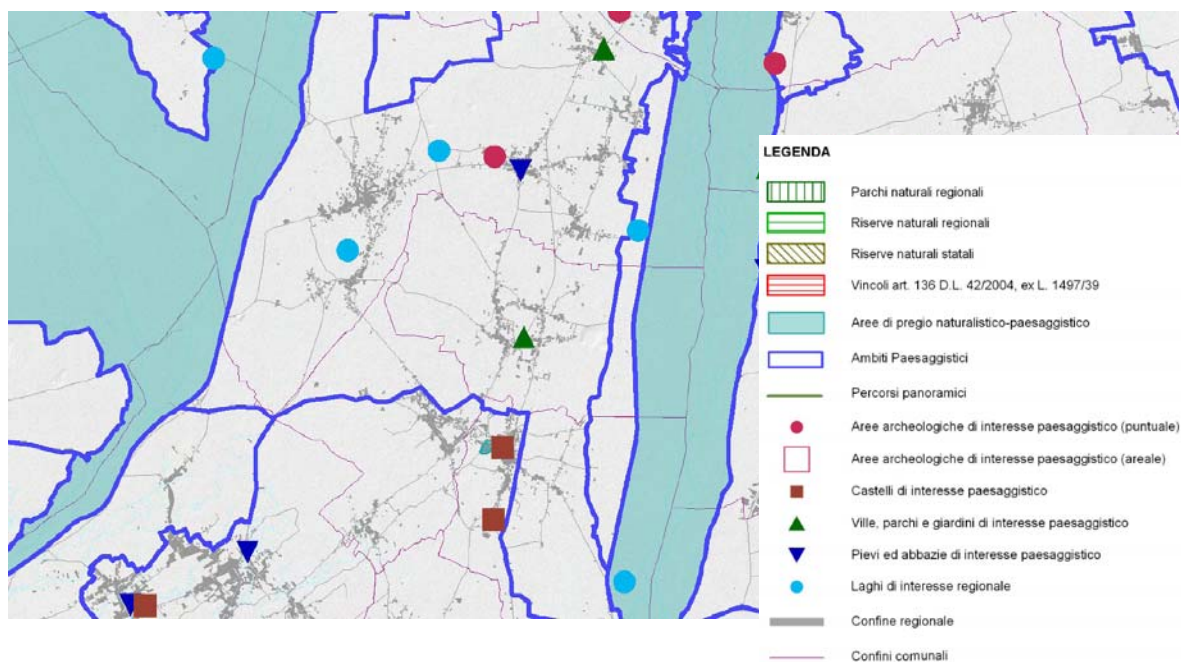 LEGENDA
Parchi naturali regionali
Riserve naturali regionali
Riserve naturali statali
Vincoli art. 136 D.L. 42/2004, ex L. 1497/39
Aree di pregio naturalistico-paesaggistico
Ambiti Paesaggistici
Percorsi panoramici
Aree archeologiche di interesse paesaggistico (puntuale)
Aree archeologiche di interesse paesaggistico (areale)
Castelli di interesse paesaggistico
Ville, parchi e giardini di interesse paesaggistico
Pievi ed abbazie di interesse paesaggistico
Laghi di interesse regionale
Confine regionale
Confini comunali